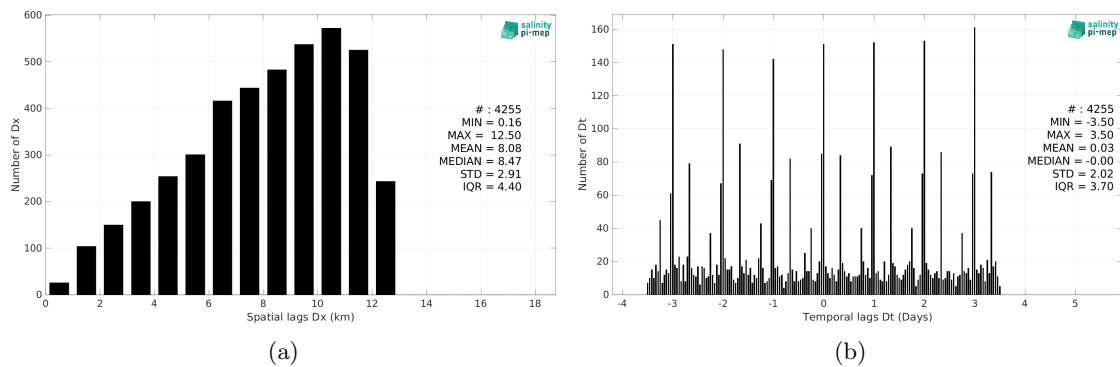 600
500
400
300
200
100
0
Number of Dx
0 2 4 6 8 10 12 14 16 18
Spatial lags Dx (km)
salinity
pi-mep
# : 4255
MIN = 0.16
MAX = 12.50
MEAN = 8.08
MEDIAN = 8.47
STD = 2.91
IQR = 4.40
(a)
160
140
120
100
80
60
40
20
0
Number of Dt
-4 -3 -2 -1 0 1 2 3 4 5
Temporal lags Dt (Days)
salinity
pi-mep
# : 4255
MIN = -3.50
MAX = 3.50
MEAN = 0.03
MEDIAN = -0.00
STD = 2.02
IQR = 3.70
(b)